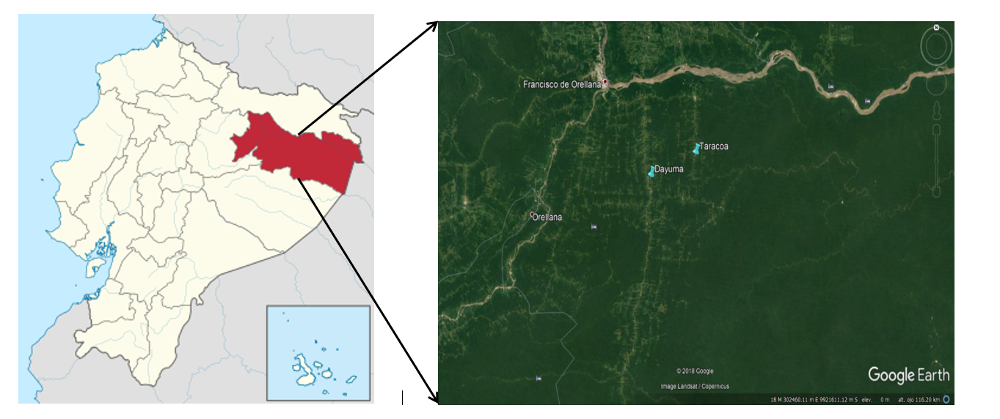 N
Francisco de Orellana
Taracoa
Dayuma
Orellana
© 2018 Google
Image Landsat / Copernicus
Google Earth
18 M 302460.11 m E 9921611.12 m S elev. 0 m alt. ojo 116.20 km